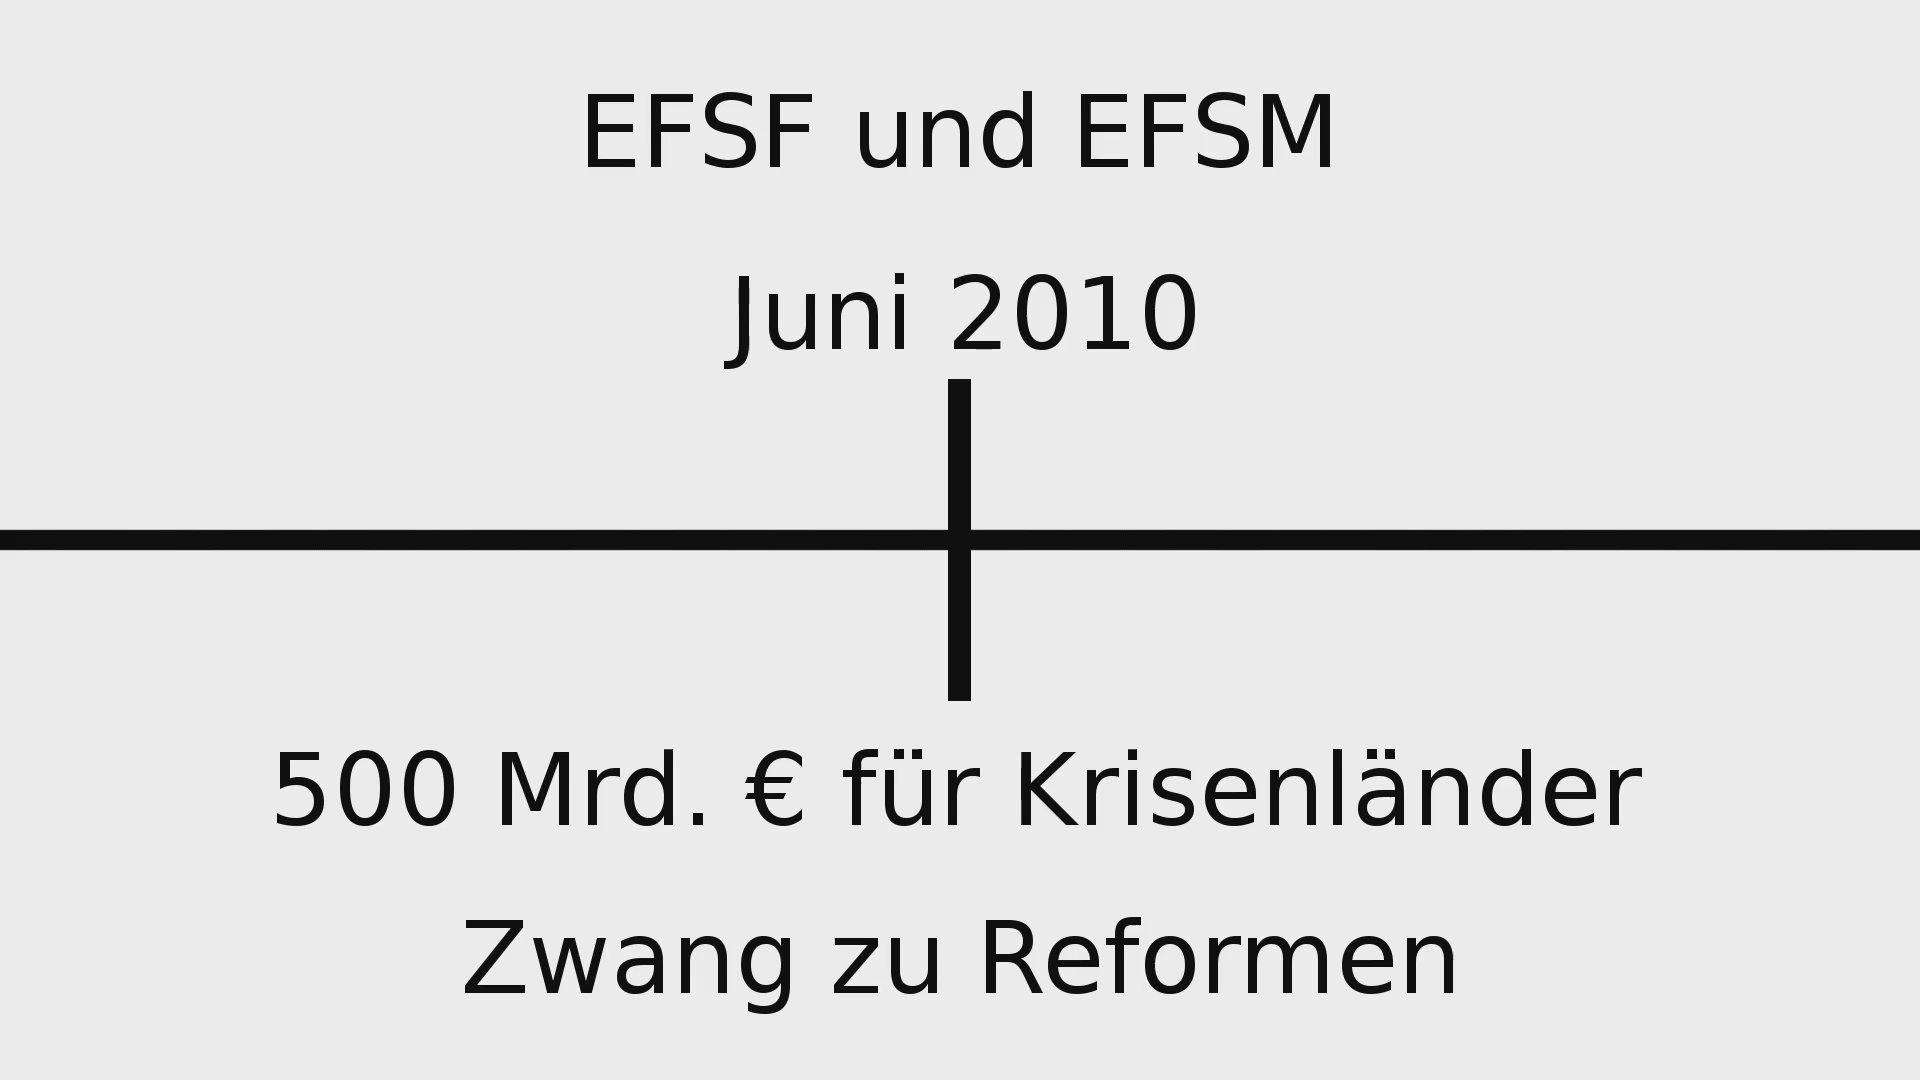 EFSF und EFSM
Juni 2010
500 Mrd. € für Krisenländer
Zwang zu Reformen